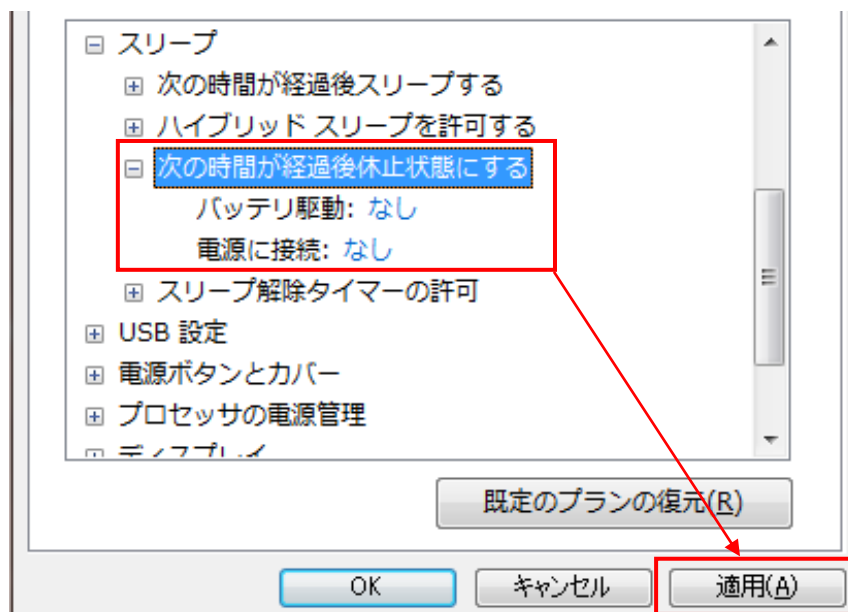 スリープ
次の時間が経過後スリープする
ハイブリッド スリープを許可する
次の時間が経過後休止状態にする
バッテリ駆動: なし
電源に接続: なし
スリープ解除タイマーの許可
USB 設定
電源ボタンとカバー
プロセッサの電源管理
ディスプレイ
既定のプランの復元(R)
OK
キャンセル
適用(A)